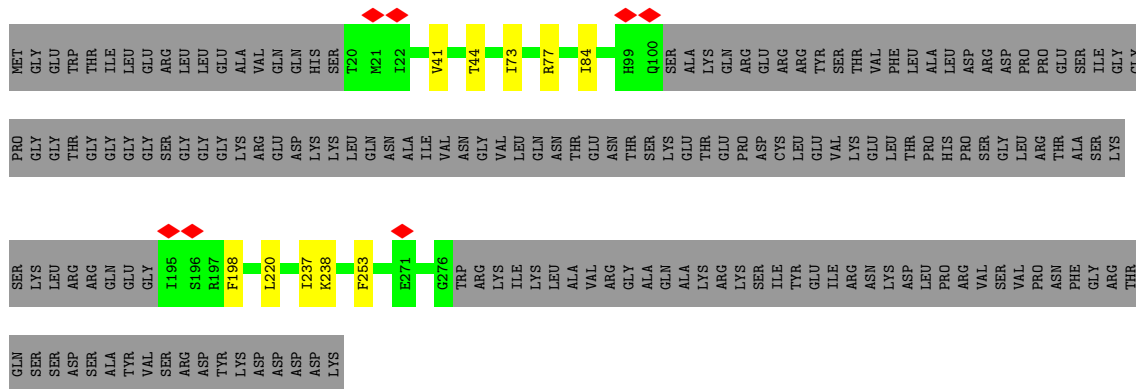 MET GLY GLU TRP THR ILE LEU GLU ARG LEU LEU GLU ALA VAL GLN GLN HIS SER T20 M21 I22 V41 T44 I73 R77 I84 H99 Q100 SER ALA LYS GLN ARG GLU ARG ARG TYR SER THR VAL PHE LEU ALA LEU ASP ARG ASP PRO PRO GLU SER ILE GLY GLY
PRO GLY GLY THR GLY GLY GLY GLY SER GLY GLY GLY LYS ARG GLU ASP LYS LYS LEU GLN ASN ALA ILE VAL ASN GLY VAL LEU GLN ASN THR GLU ASN THR SER LYS GLU THR GLU PRO ASP CYS LEU GLU VAL LYS GLU LEU THR PRO HIS PRO SER GLY LEU ARG THR ALA SER LYS
SER LYS LEU ARG ARG GLN GLU GLY I195 S196 R197 F198 L220 I237 K238 F253 E271 G276 TRP ARG LYS ILE LYS LEU ALA VAL ARG GLY ALA GLN ALA LYS ARG LYS SER ILE TYR GLU ILE ARG ASN LYS ASP LEU PRO ARG VAL SER VAL PRO ASN PHE GLY ARG THR
GLN SER SER ASP SER ALA TYR VAL SER ARG ASP TYR LYS ASP ASP ASP ASP LYS